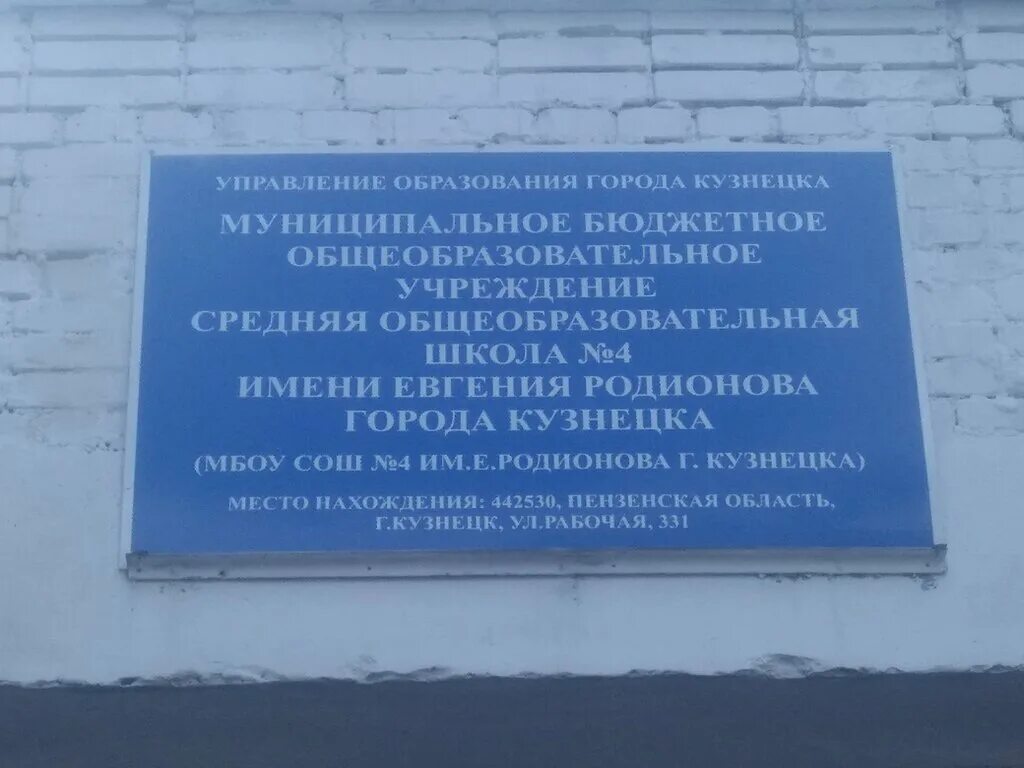 УПРАВЛЕНИЕ ОБРАЗОВАНИЯ ГОРОДА КУЗНЕЦКА
МУНИЦИПАЛЬНОЕ БЮДЖЕТНОЕ
ОБЩЕОБРАЗОВАТЕЛЬНОЕ
УЧРЕЖДЕНИЕ
СРЕДНЯЯ ОБЩЕОБРАЗОВАТЕЛЬНАЯ
ШКОЛА №4
ИМЕНИ ЕВГЕНИЯ РОДИОНОВА
ГОРОДА КУЗНЕЦКА
(МБОУ СОШ №4 ИМ.Е.РОДИОНОВА Г. КУЗНЕЦКА)
МЕСТО НАХОЖДЕНИЯ: 442530, ПЕНЗЕНСКАЯ ОБЛАСТЬ,
Г.КУЗНЕЦК, УЛ.РАБОЧАЯ, 331